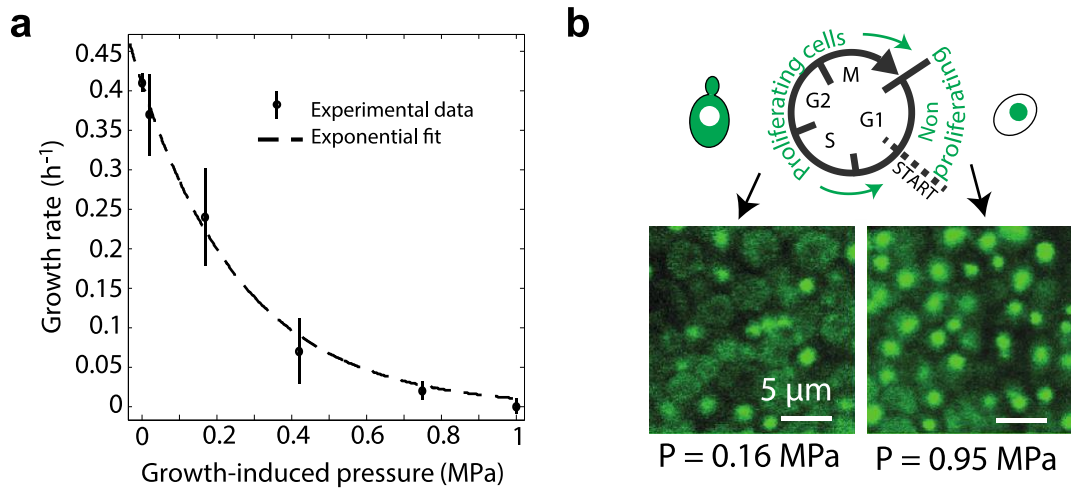 a
Growth rate (h⁻¹)
0.45
0.4
0.35
0.3
0.25
0.2
0.15
0.1
0.05
0
Experimental data
Exponential fit
0 0.2 0.4 0.6 0.8 1
Growth-induced pressure (MPa)
b
Proliferating cells
Non
proliferating
M
G2
G1
S
START
5 µm
P = 0.16 MPa
P = 0.95 MPa